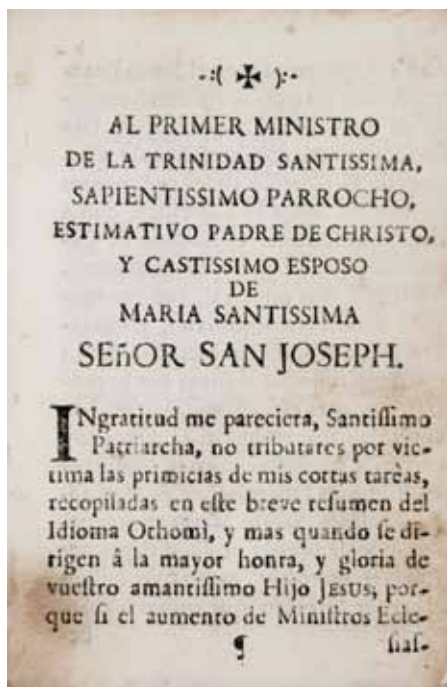 -:( ✠ ):-
AL PRIMER MINISTRO
DE LA TRINIDAD SANTISSIMA,
SAPIENTISSIMO PARROCHO,
ESTIMATIVO PADRE DE CHRISTO,
Y CASTISSIMO ESPOSO
DE
MARIA SANTISSIMA
SEñOR SAN JOSEPH.
INgratitud me pareciera, Santiſſimo
Patriarcha, no tributares por vic-
tima las primicias de mis cortas tarèas,
recopiladas en eſte breve reſumen del
Idioma Othomì, y mas quando ſe di-
rigen â la mayor honra, y gloria de
vueſtro amantiſſimo Hijo JESUS; por-
que ſi el aumento de Miniſtros Ecle-
¶ ſiaſ-